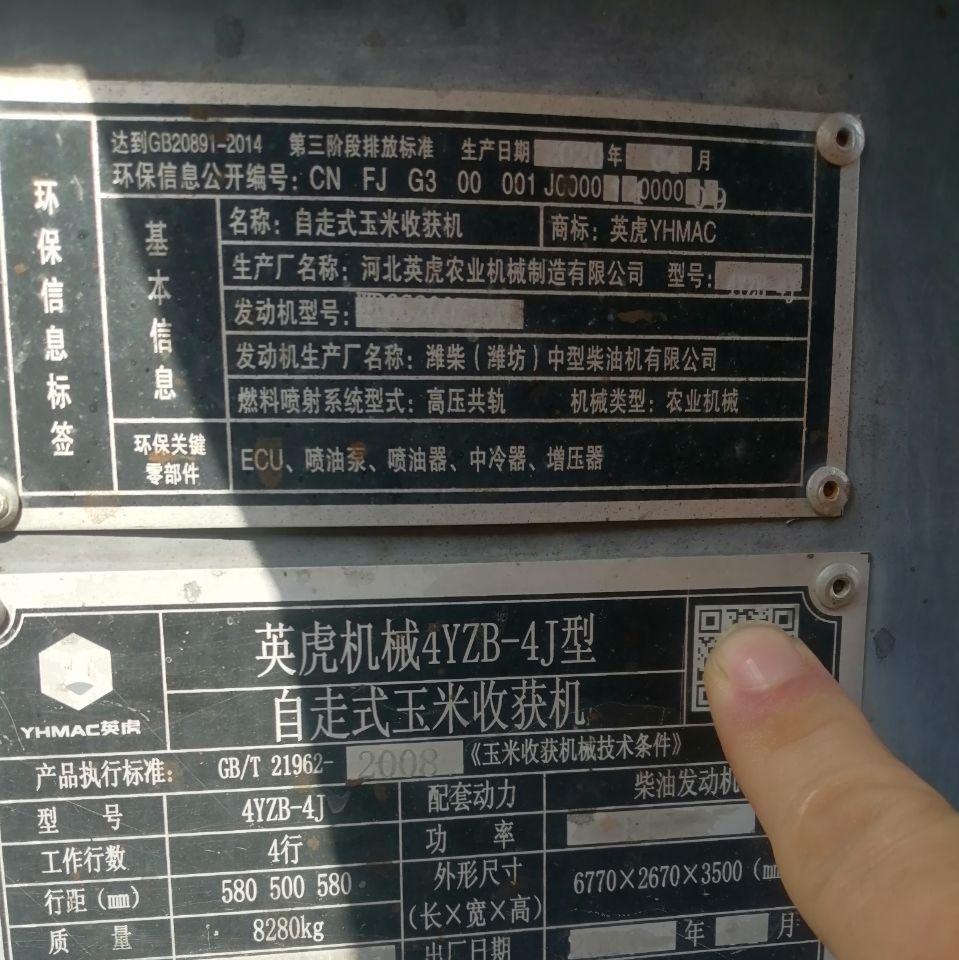 达到GB20891-2014 第三阶段排放标准 生产日期 2020 年 04 月
环保信息公开编号：CN FJ G3 00 001
环保信息标签
基本信息
名称：自走式玉米收获机 商标：英虎YHMAC
生产厂名称：河北英虎农业机械制造有限公司 型号：4YZB-4J
发动机型号：
发动机生产厂名称：潍柴（潍坊）中型柴油机有限公司
燃料喷射系统型式：高压共轨 机械类型：农业机械
环保关键零部件
ECU、喷油泵、喷油器、中冷器、增压器
YHMAC英虎
英虎机械4YZB-4J型
自走式玉米收获机
产品执行标准：GB/T 21962-2008《玉米收获机械技术条件》
型号 4YZB-4J 配套动力 柴油发动机
工作行数 4行 功率
行距（mm） 580 500 580 外形尺寸（长×宽×高） 6770×2670×3500（mm
质量 8280kg 出厂日期 年 月